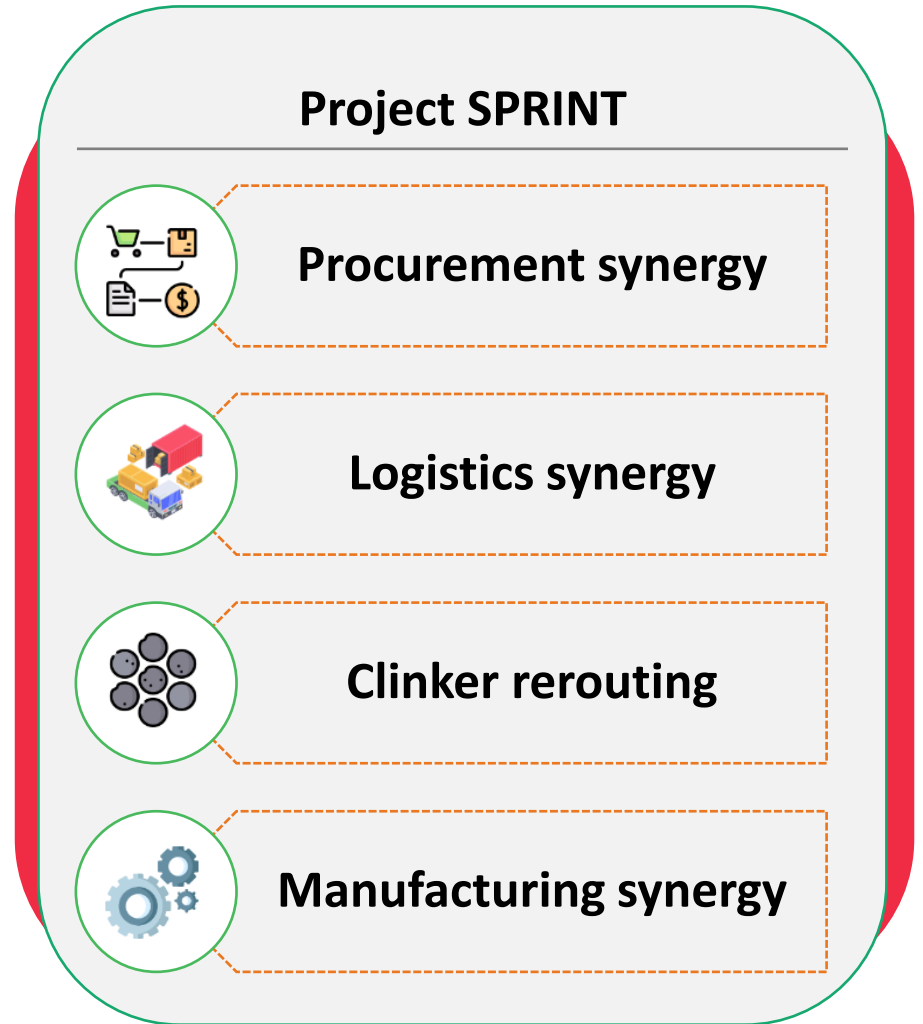 Project SPRINT
Procurement synergy
Logistics synergy
Clinker rerouting
Manufacturing synergy